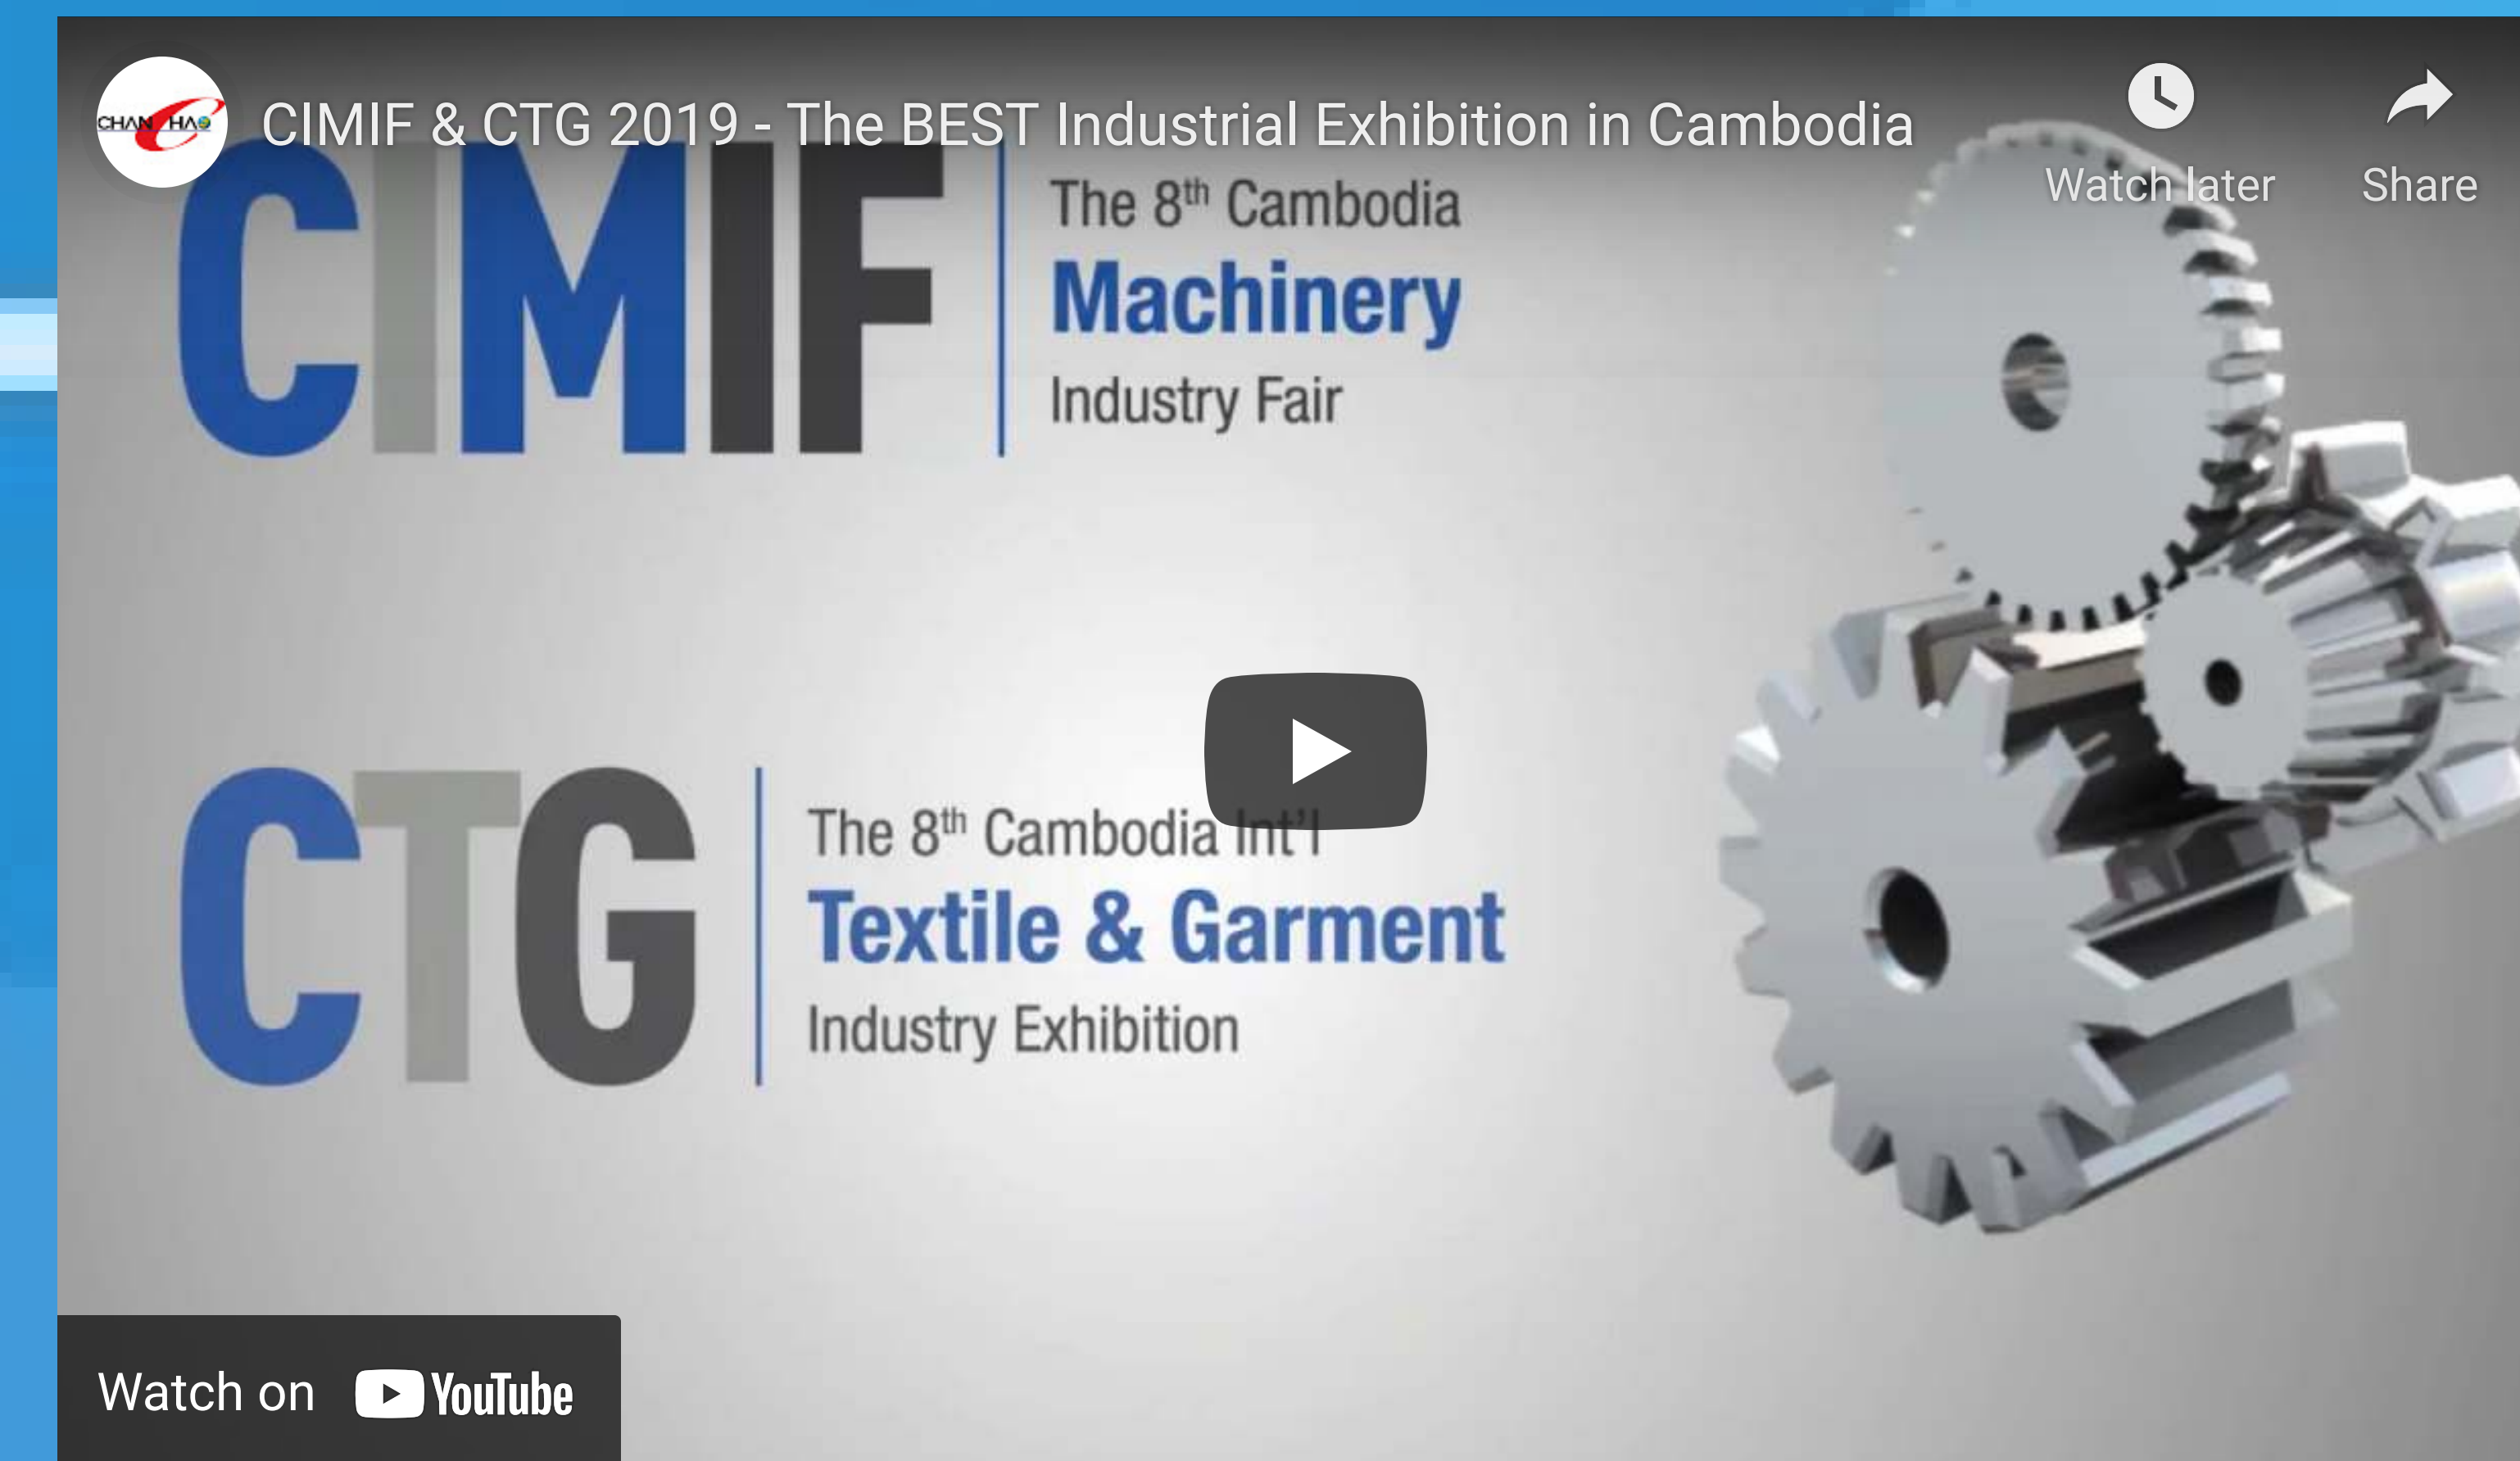 CHAN CHAO
CIMIF & CTG 2019 - The BEST Industrial Exhibition in Cambodia
Watch later
Share
CIMIF
The 8th Cambodia
Machinery
Industry Fair
CTG
The 8th Cambodia Int'l
Textile & Garment
Industry Exhibition
Watch on YouTube